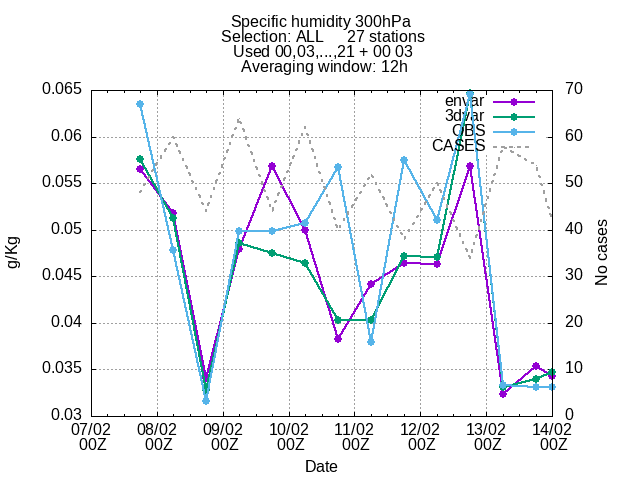 Specific humidity 300hPa
Selection: ALL 27 stations
Used 00,03,...,21 + 00 03
Averaging window: 12h
0.065
0.06
0.055
0.05
0.045
0.04
0.035
0.03
70
60
50
40
30
20
10
0
envar
3dvar
OBS
CASES
g/Kg
No cases
07/02 08/02 09/02 10/02 11/02 12/02 13/02 14/02
00Z 00Z 00Z 00Z 00Z 00Z 00Z 00Z
Date